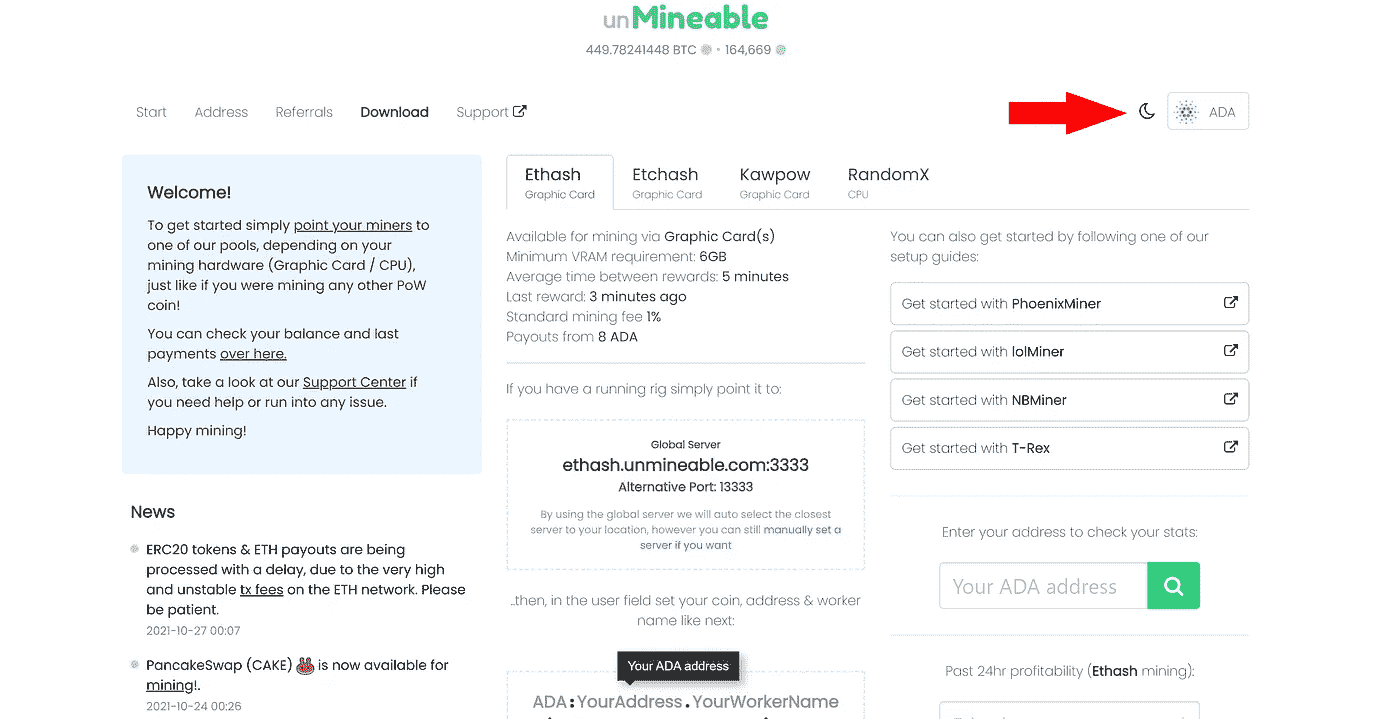 unMineable
449.78241448 BTC - 164,669
Start Address Referrals Download Support
ADA
Welcome!
To get started simply point your miners to
one of our pools, depending on your
mining hardware (Graphic Card / CPU),
just like if you were mining any other PoW
coin!
You can check your balance and last
payments over here.
Also, take a look at our Support Center if
you need help or run into any issue.
Happy mining!
News
ERC20 tokens & ETH payouts are being
processed with a delay, due to the very high
and unstable tx fees on the ETH network. Please
be patient.
2021-10-27 00:07
PancakeSwap (CAKE) is now available for
mining!.
2021-10-24 00:26
Ethash Etchash Kawpow RandomX
Graphic Card Graphic Card Graphic Card CPU
Available for mining via Graphic Card(s)
Minimum VRAM requirement: 6GB
Average time between rewards: 5 minutes
Last reward: 3 minutes ago
Standard mining fee 1%
Payouts from 8 ADA
If you have a running rig simply point it to:
Global Server
ethash.unmineable.com:3333
Alternative Port: 13333
By using the global server we will auto select the closest
server to your location, however you can still manually set a
server if you want
..then, in the user field set your coin, address & worker
name like next:
Your ADA address
ADA:YourAddress.YourWorkerName
You can also get started by following one of our
setup guides:
Get started with PhoenixMiner
Get started with lolMiner
Get started with NBMiner
Get started with T-Rex
Enter your address to check your stats:
Your ADA address
Past 24hr profitability (Ethash mining):